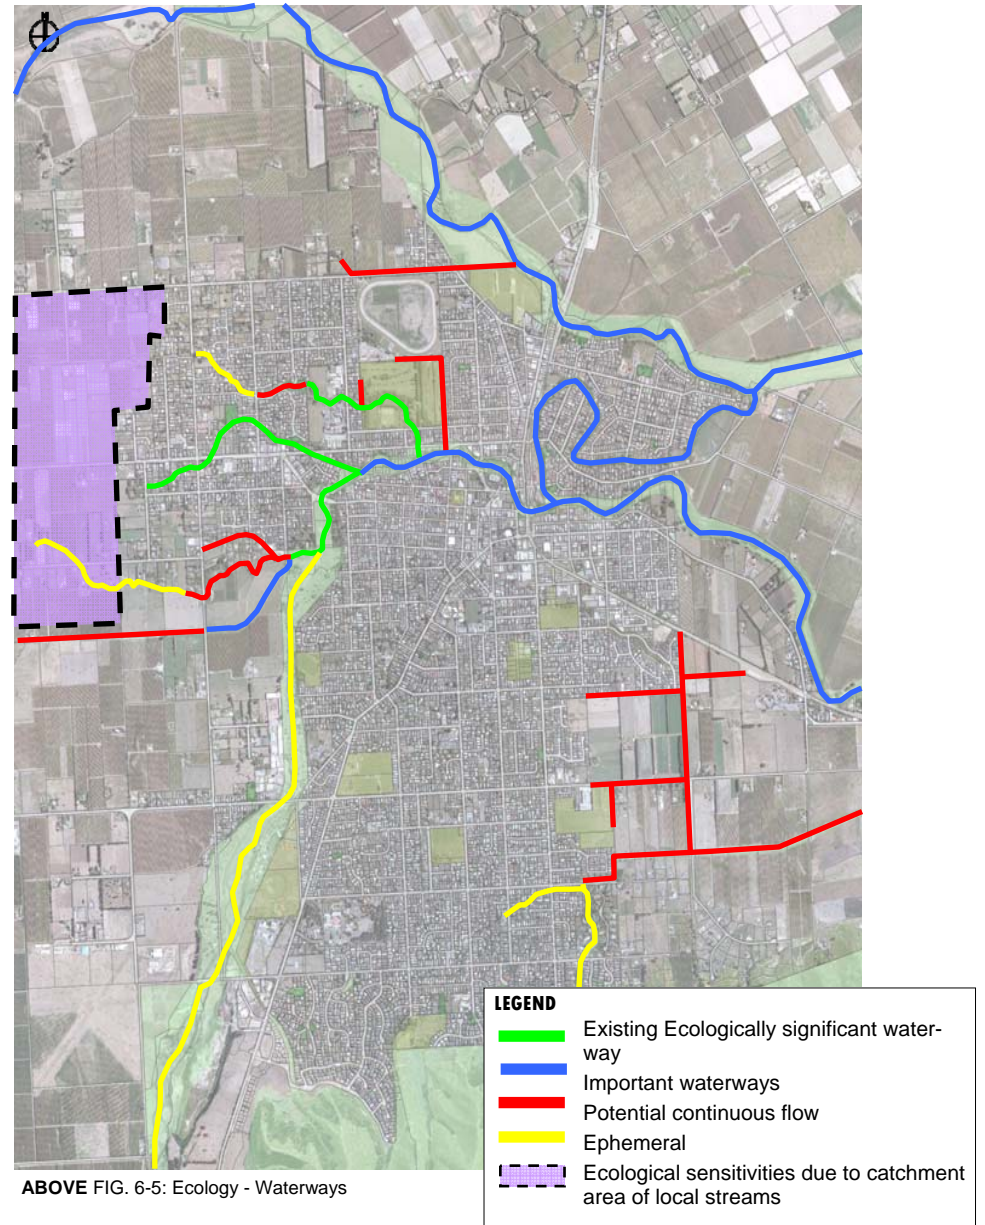 N
LEGEND
Existing Ecologically significant water-
way
Important waterways
Potential continuous flow
Ephemeral
Ecological sensitivities due to catchment
area of local streams
ABOVE FIG. 6-5: Ecology - Waterways